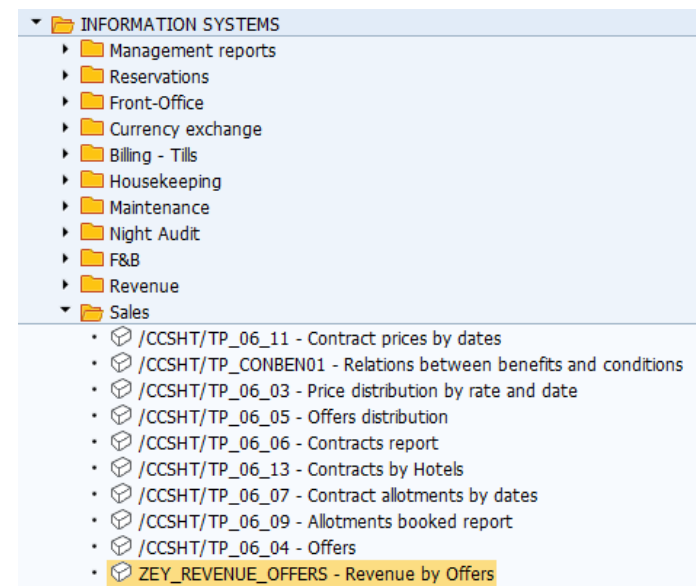 INFORMATION SYSTEMS
Management reports
Reservations
Front-Office
Currency exchange
Billing - Tills
Housekeeping
Maintenance
Night Audit
F&B
Revenue
Sales
/CCSHT/TP_06_11 - Contract prices by dates
/CCSHT/TP_CONBEN01 - Relations between benefits and conditions
/CCSHT/TP_06_03 - Price distribution by rate and date
/CCSHT/TP_06_05 - Offers distribution
/CCSHT/TP_06_06 - Contracts report
/CCSHT/TP_06_13 - Contracts by Hotels
/CCSHT/TP_06_07 - Contract allotments by dates
/CCSHT/TP_06_09 - Allotments booked report
/CCSHT/TP_06_04 - Offers
ZEY_REVENUE_OFFERS - Revenue by Offers